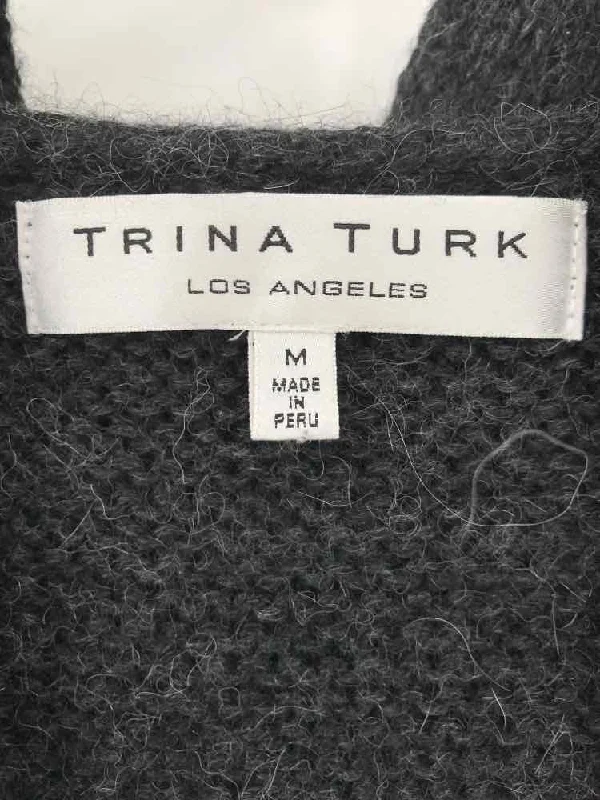 TRINA TURK
LOS ANGELES
M
MADE
IN
PERU